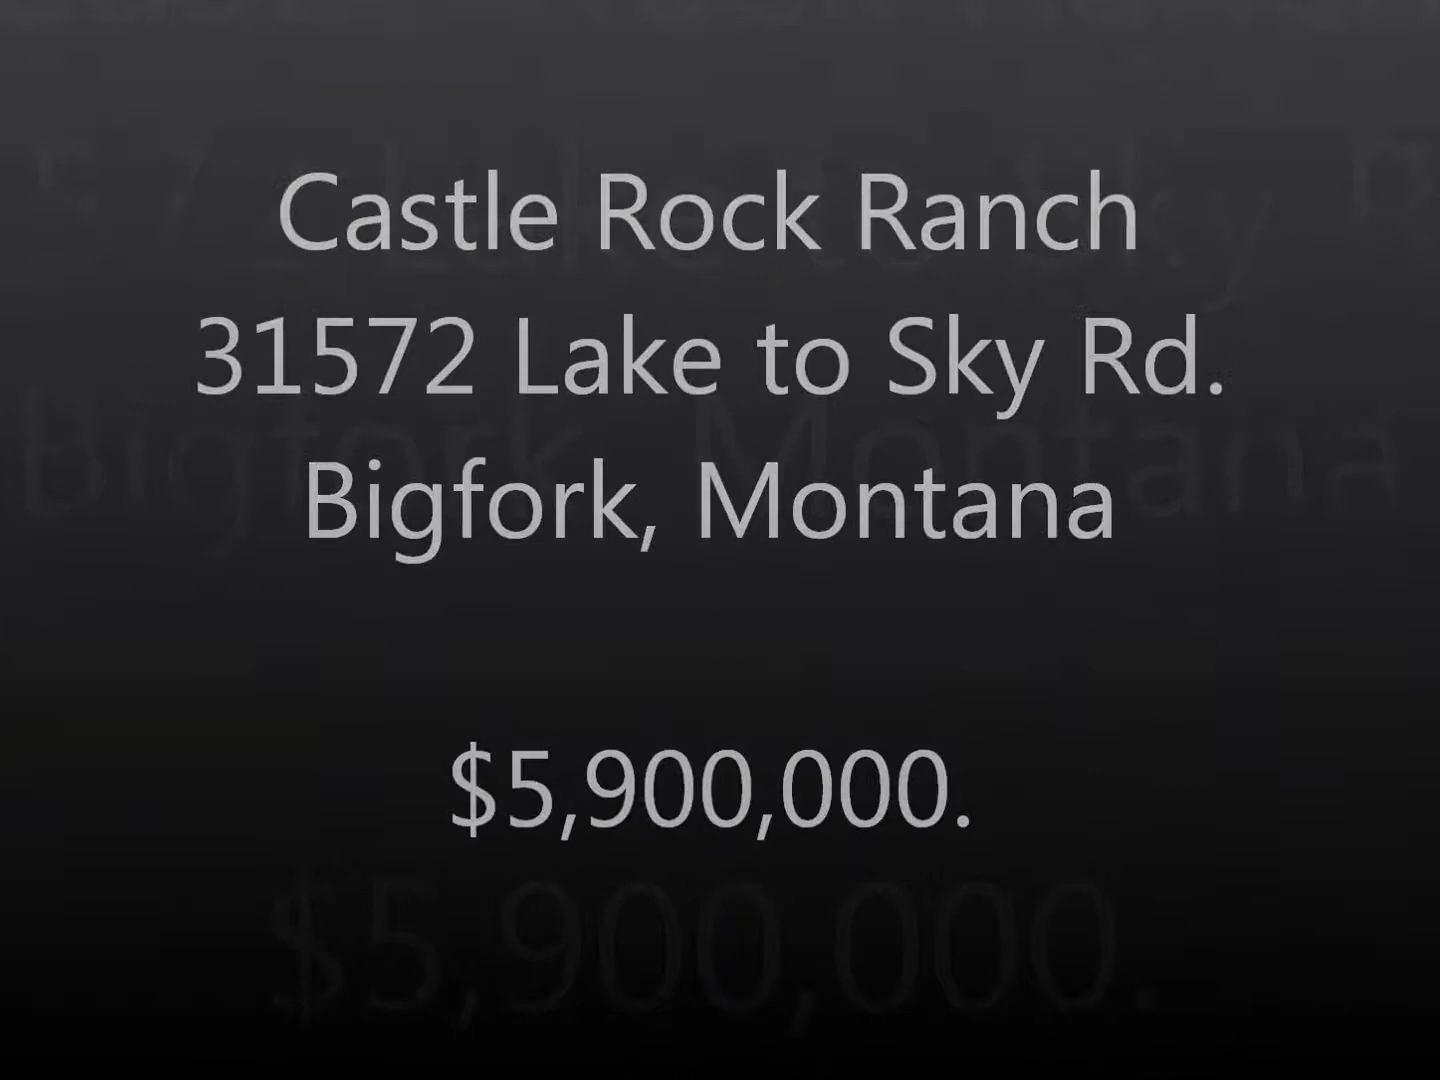 Castle Rock Ranch
31572 Lake to Sky Rd.
Bigfork, Montana
$5,900,000.